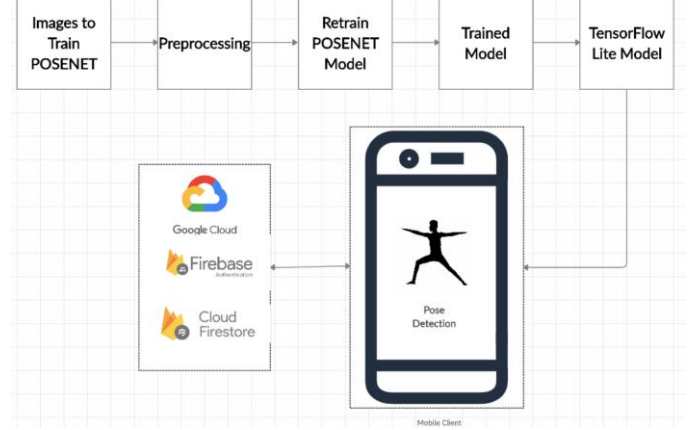 Images to
Train
POSENET
Preprocessing
Retrain
POSENET
Model
Trained
Model
TensorFlow
Lite Model
Google Cloud
Firebase
Authentication
Cloud
Firestore
Pose
Detection
Mobile Client